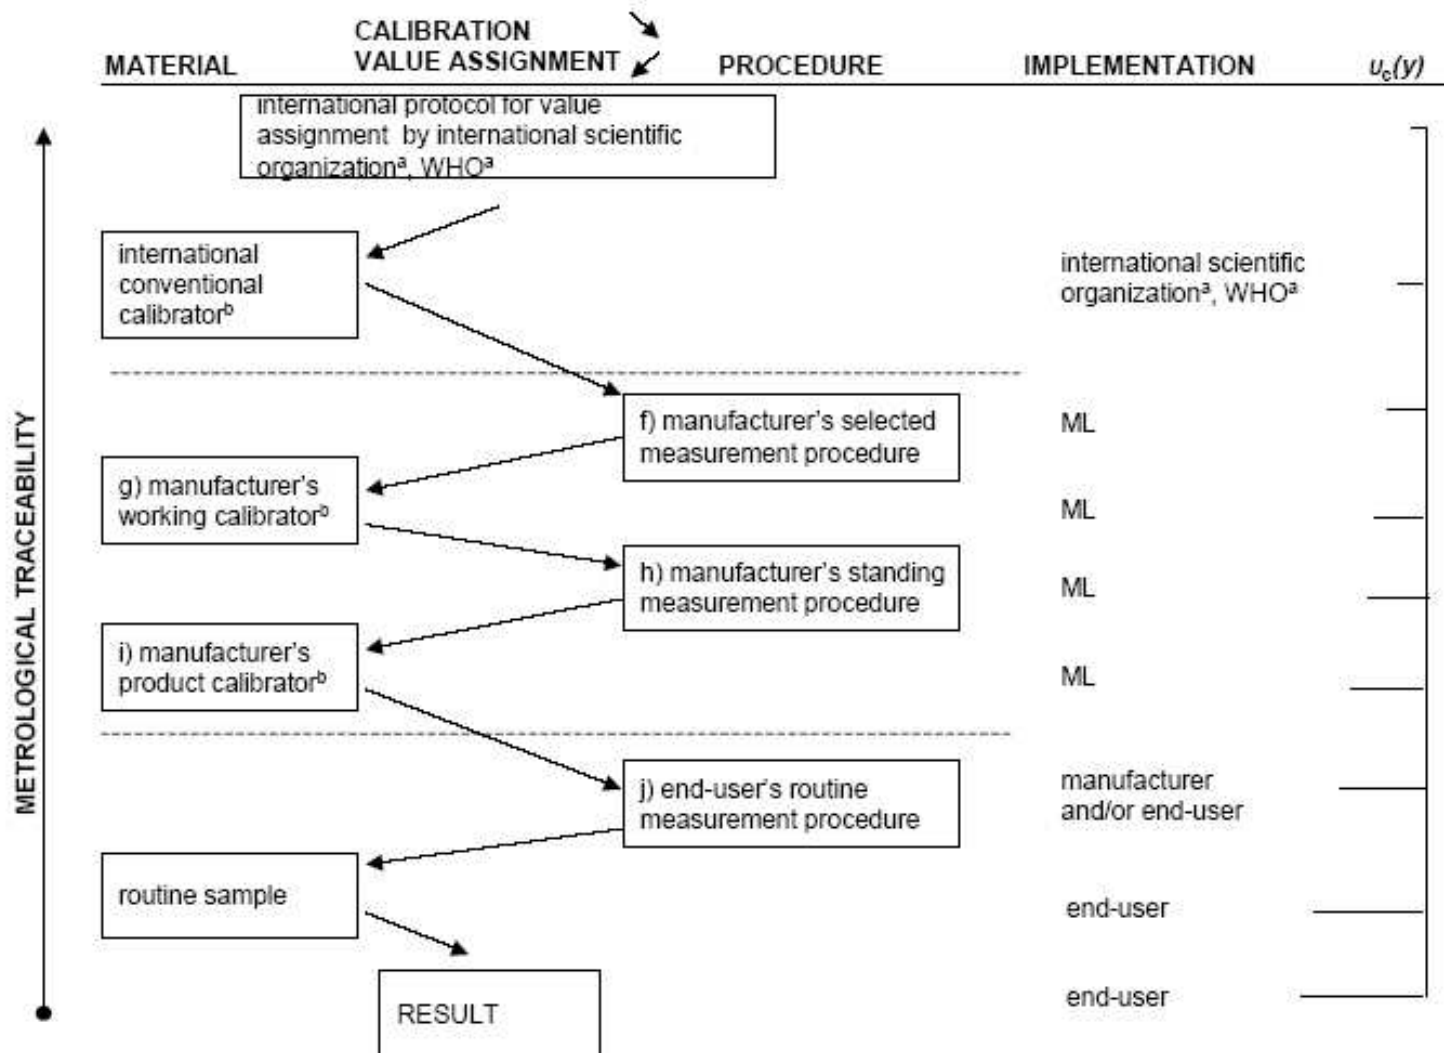 CALIBRATION
MATERIAL VALUE ASSIGNMENT PROCEDURE IMPLEMENTATION u_c(y)
international protocol for value
assignment by international scientific
organizationᵃ, WHOᵃ
international
conventional
calibratorᵇ
international scientific
organizationᵃ, WHOᵃ
f) manufacturer's selected
measurement procedure
ML
g) manufacturer's
working calibratorᵇ
ML
h) manufacturer's standing
measurement procedure
ML
i) manufacturer's
product calibratorᵇ
ML
j) end-user's routine
measurement procedure
manufacturer
and/or end-user
routine sample
end-user
RESULT
end-user
METROLOGICAL TRACEABILITY